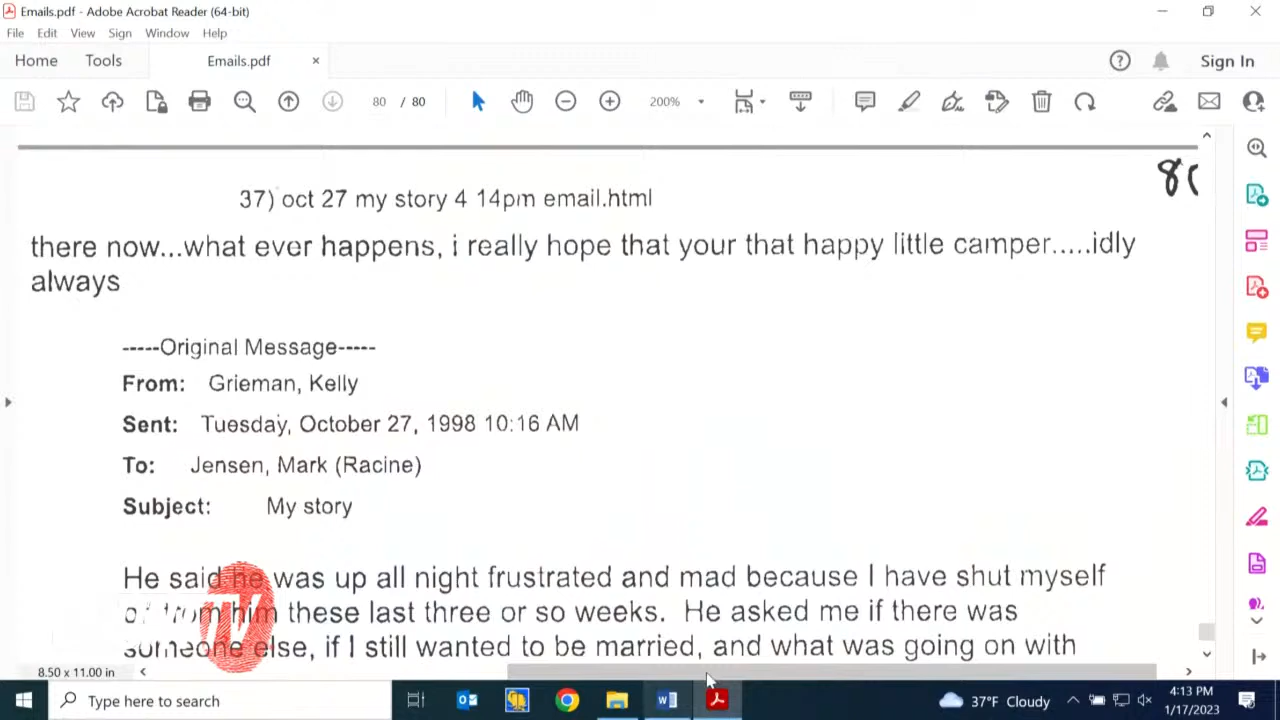 Emails.pdf - Adobe Acrobat Reader (64-bit)
File Edit View Sign Window Help
Home Tools Emails.pdf × Sign In
80 / 80 200%
37) oct 27 my story 4 14pm email.html
there now...what ever happens, i really hope that your that happy little camper.....idly
always
-----Original Message-----
From: Grieman, Kelly
Sent: Tuesday, October 27, 1998 10:16 AM
To: Jensen, Mark (Racine)
Subject: My story
He said he was up all night frustrated and mad because I have shut myself
from him these last three or so weeks. He asked me if there was
someone else, if I still wanted to be married, and what was going on with
8.50 x 11.00 in
Type here to search
37°F Cloudy
4:13 PM
1/17/2023